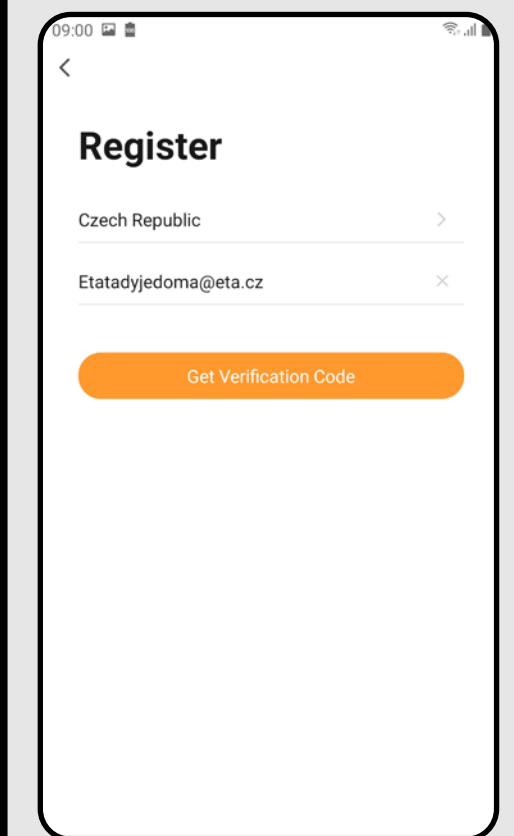 09:00
Register
Czech Republic
Etatadyjedoma@eta.cz
Get Verification Code